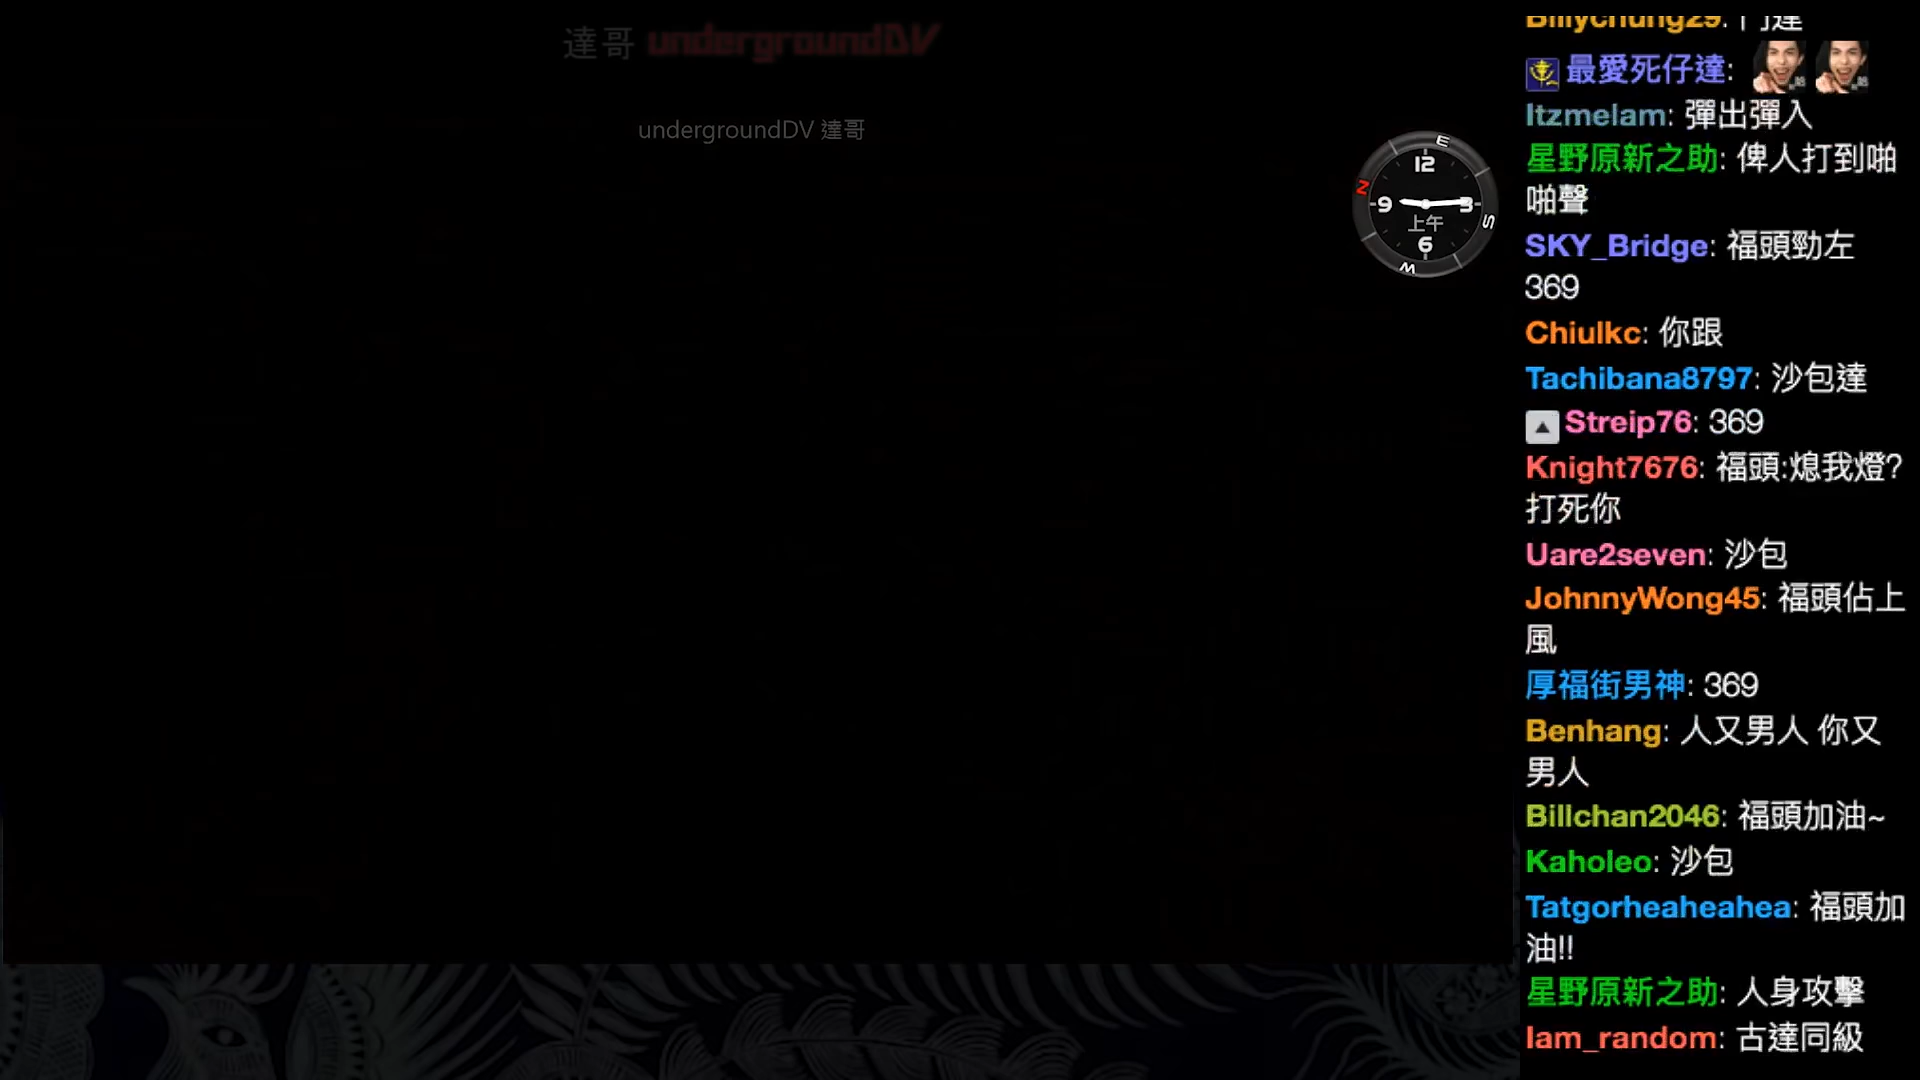 達哥 undergroundDV
undergroundDV 達哥
E
12
N
9
3
上午
S
6
W
Billychung29: 鬥達
最愛死仔達:
Itzmelam: 彈出彈入
星野原新之助: 俾人打到啪
啪聲
SKY_Bridge: 福頭勁左
369
Chiulkc: 你跟
Tachibana8797: 沙包達
Streip76: 369
Knight7676: 福頭:熄我燈?
打死你
Uare2seven: 沙包
JohnnyWong45: 福頭佔上
風
厚福街男神: 369
Benhang: 人又男人 你又
男人
Billchan2046: 福頭加油~
Kaholeo: 沙包
Tatgorheaheahea: 福頭加
油!!
星野原新之助: 人身攻擊
Iam_random: 古達同級